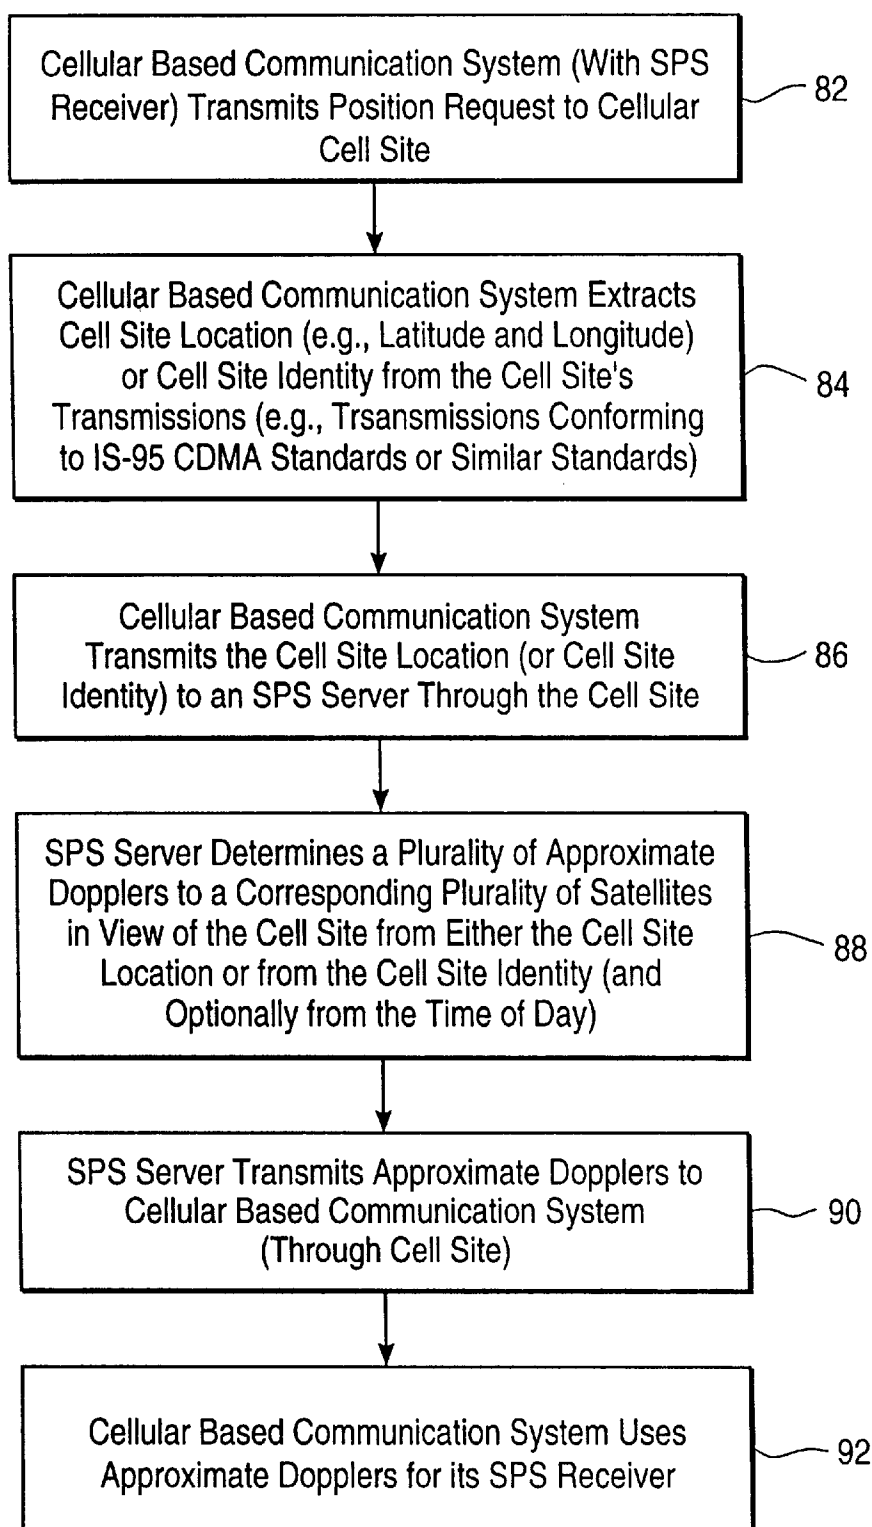 Cellular Based Communication System (With SPS
Receiver) Transmits Position Request to Cellular
Cell Site
82
Cellular Based Communication System Extracts
Cell Site Location (e.g., Latitude and Longitude)
or Cell Site Identity from the Cell Site's
Transmissions (e.g., Trsansmissions Conforming
to IS-95 CDMA Standards or Similar Standards)
84
Cellular Based Communication System
Transmits the Cell Site Location (or Cell Site
Identity) to an SPS Server Through the Cell Site
86
SPS Server Determines a Plurality of Approximate
Dopplers to a Corresponding Plurality of Satellites
in View of the Cell Site from Either the Cell Site
Location or from the Cell Site Identity (and
Optionally from the Time of Day)
88
SPS Server Transmits Approximate Dopplers to
Cellular Based Communication System
(Through Cell Site)
90
Cellular Based Communication System Uses
Approximate Dopplers for its SPS Receiver
92